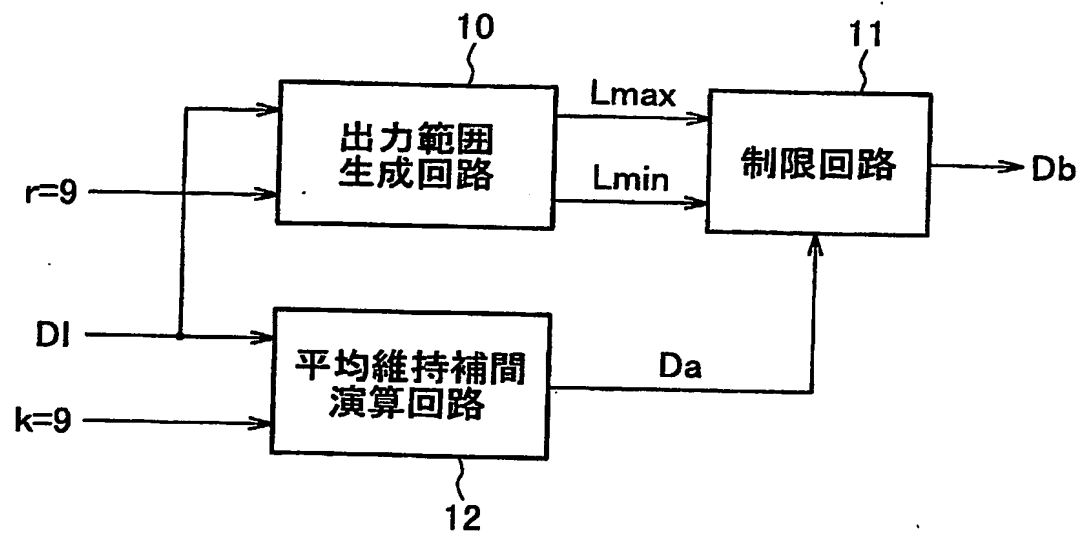 10
11
出力範囲
生成回路
Lmax
Lmin
制限回路
Db
r=9
DI
k=9
平均維持補間
演算回路
Da
12